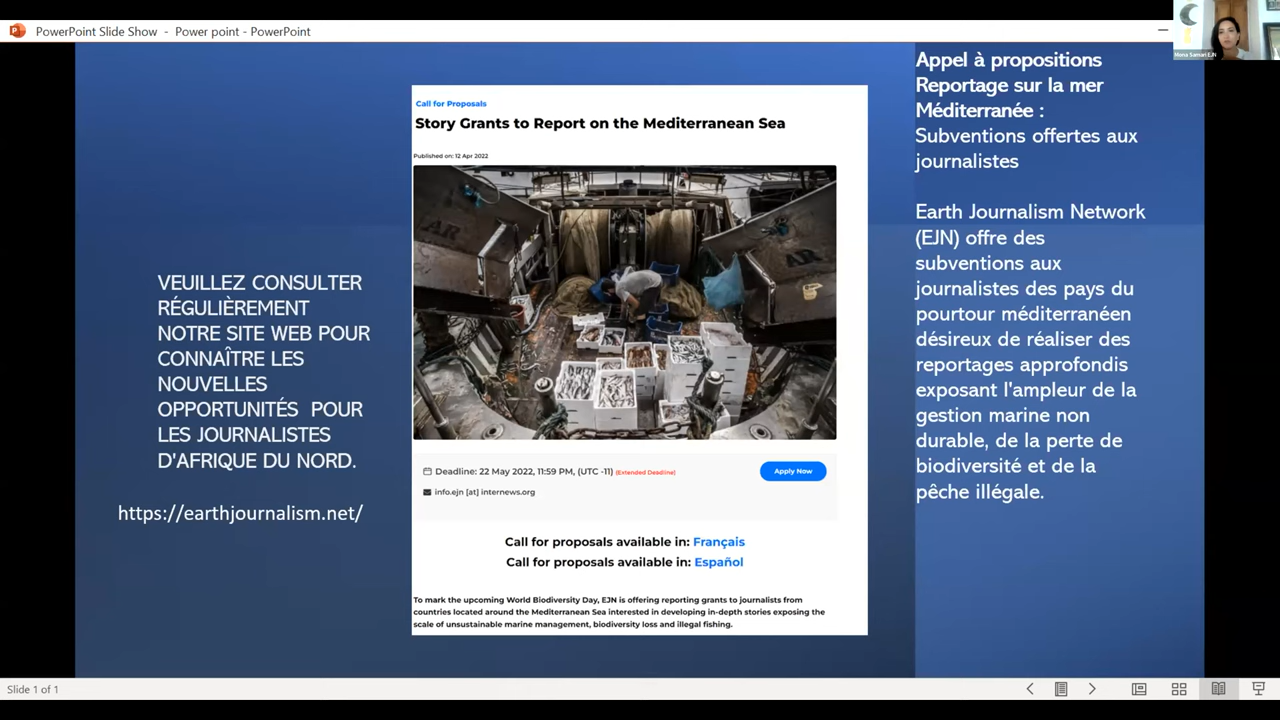 PowerPoint Slide Show - Power point - PowerPoint
Mona Samari EJN
VEUILLEZ CONSULTER
RÉGULIÈREMENT
NOTRE SITE WEB POUR
CONNAÎTRE LES
NOUVELLES
OPPORTUNITÉS POUR
LES JOURNALISTES
D'AFRIQUE DU NORD.
https://earthjournalism.net/
Call for Proposals
Story Grants to Report on the Mediterranean Sea
Published on: 12 Apr 2022
AR
AR
Deadline: 22 May 2022, 11:59 PM, (UTC -11) (Extended Deadline)
Apply Now
info.ejn [at] internews.org
Call for proposals available in: Français
Call for proposals available in: Español
To mark the upcoming World Biodiversity Day, EJN is offering reporting grants to journalists from
countries located around the Mediterranean Sea interested in developing in-depth stories exposing the
scale of unsustainable marine management, biodiversity loss and illegal fishing.
Appel à propositions
Reportage sur la mer
Méditerranée :
Subventions offertes aux
journalistes
Earth Journalism Network
(EJN) offre des
subventions aux
journalistes des pays du
pourtour méditerranéen
désireux de réaliser des
reportages approfondis
exposant l'ampleur de la
gestion marine non
durable, de la perte de
biodiversité et de la
pêche illégale.
Slide 1 of 1